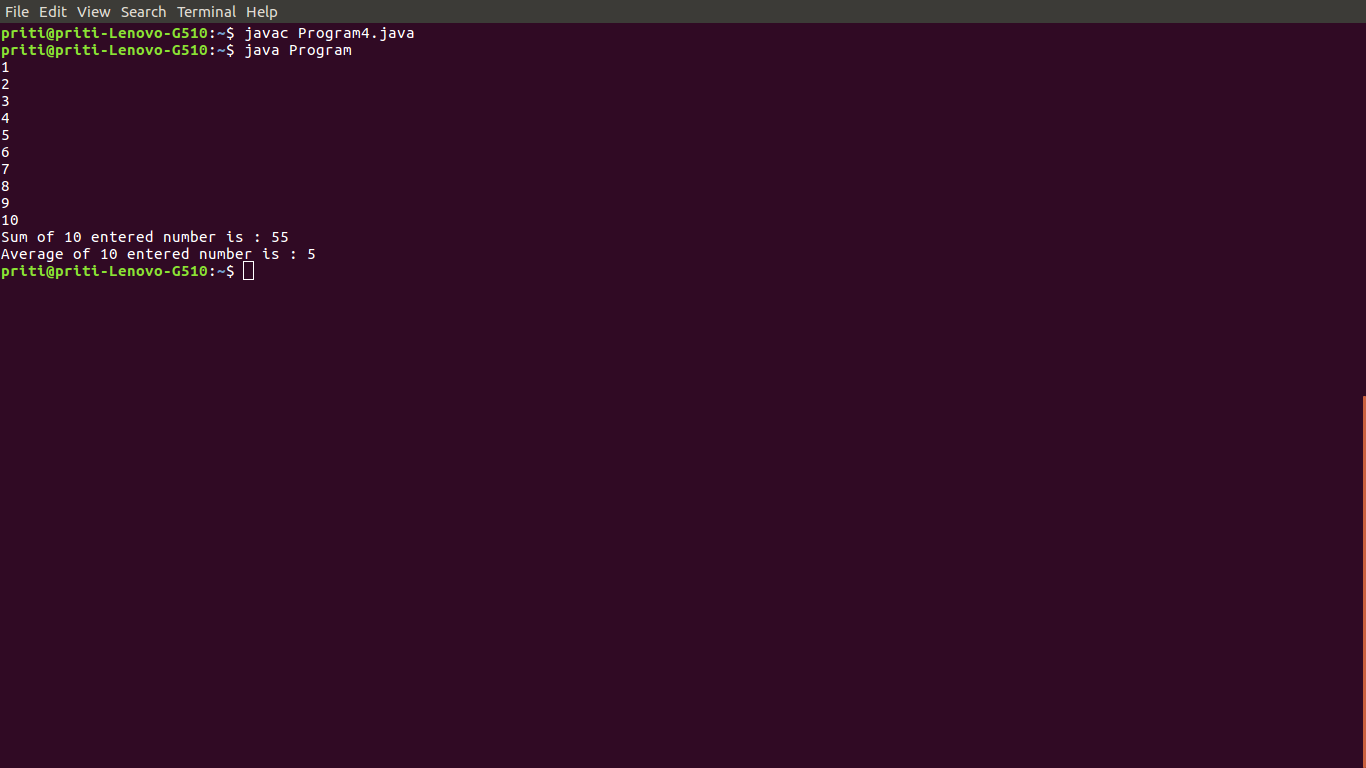 File Edit View Search Terminal Help
priti@priti-Lenovo-G510:~$ javac Program4.java
priti@priti-Lenovo-G510:~$ java Program
1
2
3
4
5
6
7
8
9
10
Sum of 10 entered number is : 55
Average of 10 entered number is : 5
priti@priti-Lenovo-G510:~$